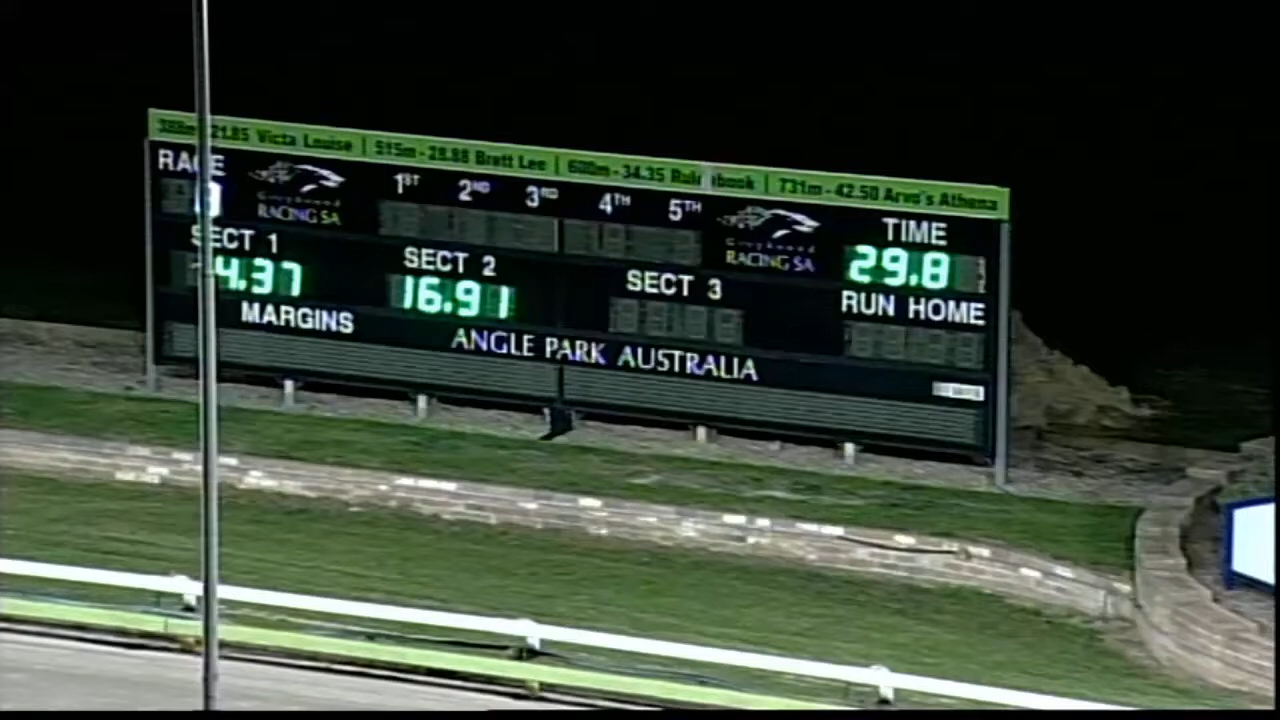 21.85 Victa Louise | 515m - 28.88 Brett Lee | 600m - 34.35 | 731m - 42.50 Arvo's Athena
RACE
1ST 2ND 3RD 4TH 5TH
Greyhound
RACING SA
Greyhound
RACING SA
TIME
29.8
SECT 1
4.37
SECT 2
16.91
SECT 3
RUN HOME
MARGINS
ANGLE PARK AUSTRALIA